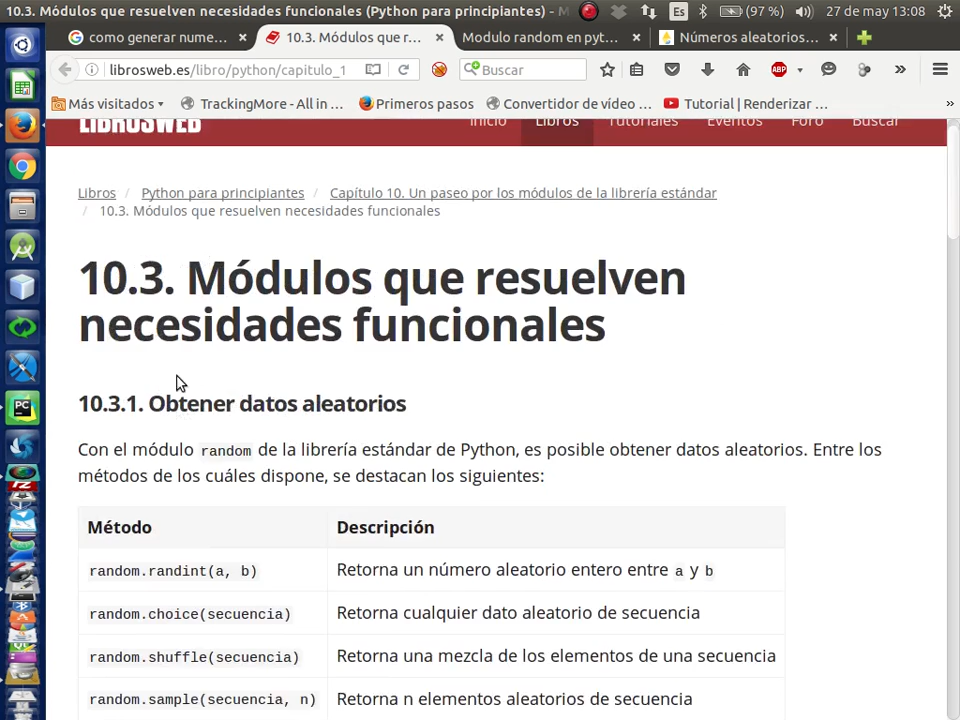 10.3. Módulos que resuelven necesidades funcionales (Python para principiantes) - M
Es
(97 %)
27 de may 13:08
como generar nume...
10.3. Módulos que r...
Modulo random en pyt...
Números aleatorios...
librosweb.es/libro/python/capitulo_1
Buscar
ABP
Más visitados
TrackingMore - All in ...
Primeros pasos
Convertidor de vídeo ...
Tutorial | Renderizar ...
LIBROSWEB
Inicio
Libros
Tutoriales
Eventos
Foro
Buscar
Libros / Python para principiantes / Capítulo 10. Un paseo por los módulos de la librería estándar
/ 10.3. Módulos que resuelven necesidades funcionales
10.3. Módulos que resuelven
necesidades funcionales
10.3.1. Obtener datos aleatorios
Con el módulo random de la librería estándar de Python, es posible obtener datos aleatorios. Entre los
métodos de los cuáles dispone, se destacan los siguientes:
Método Descripción
random.randint(a, b) Retorna un número aleatorio entero entre a y b
random.choice(secuencia) Retorna cualquier dato aleatorio de secuencia
random.shuffle(secuencia) Retorna una mezcla de los elementos de una secuencia
random.sample(secuencia, n) Retorna n elementos aleatorios de secuencia
PC